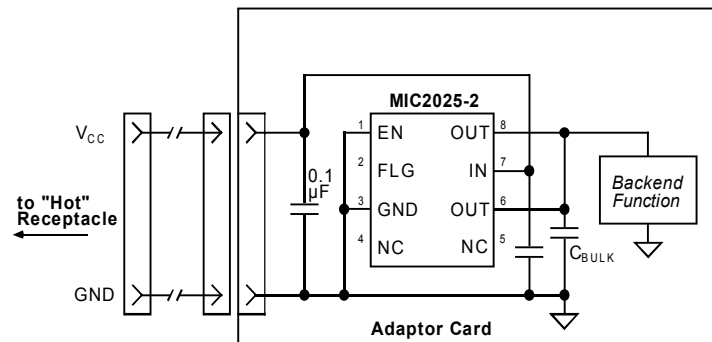 MIC2025-2
V_CC
1 EN OUT 8
2 FLG IN 7
0.1
µF
3 GND OUT 6
4 NC NC 5
Backend
Function
to "Hot"
Receptacle
C_BULK
GND
Adaptor Card